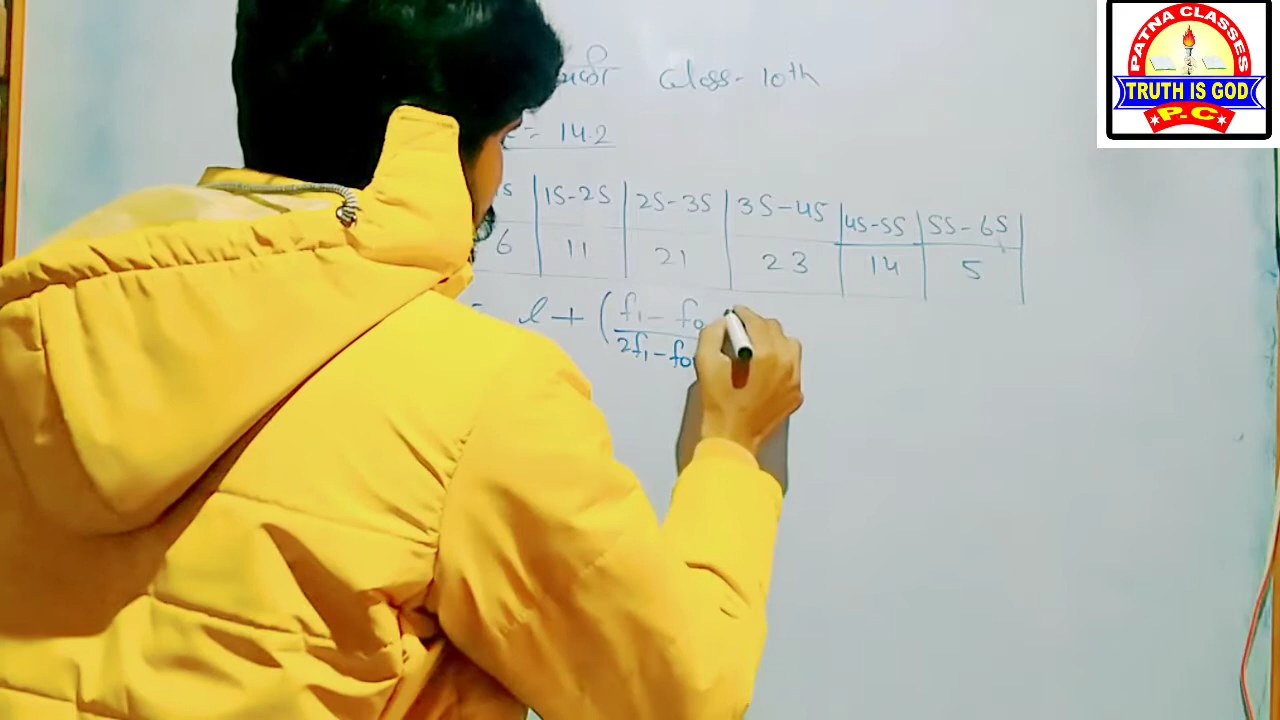 PATNA CLASSES
TRUTH IS GOD
P.C
Class-10th
= 14.2
15-25 25-35 35-45 45-55 55-65
6 11 21 23 14 5
= l + (f₁ - f₀
2f₁ - f₀